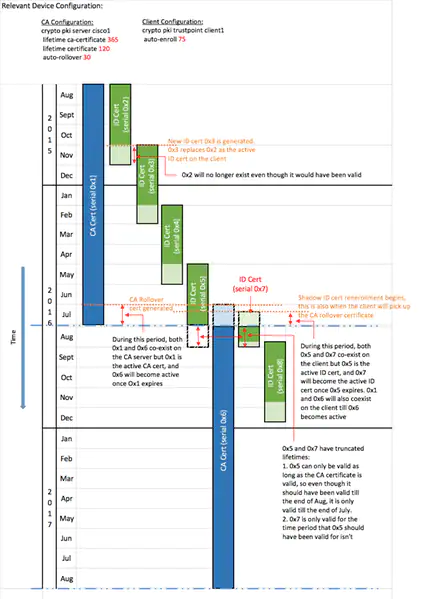 Relevant Device Configuration:
CA Configuration:
crypto pki server cisco1
lifetime ca-certificate 365
lifetime certificate 120
auto-rollover 30
Client Configuration:
crypto pki trustpoint client1
auto-enroll 75
Time
2015
Aug
Sept
Oct
Nov
Dec
2016
Jan
Feb
Mar
Apr
May
Jun
Jul
Aug
Sept
Oct
Nov
Dec
2017
Jan
Feb
Mar
Apr
May
Jun
Jul
Aug
CA Cert (serial 0x1)
ID Cert
(serial 0x2)
ID Cert
(serial 0x3)
ID Cert
(serial 0x4)
ID Cert
(serial 0x5)
CA Cert (serial 0x6)
ID Cert
(serial 0x7)
ID Cert
(serial 0x8)
New ID cert 0x3 is generated.
0x3 replaces 0x2 as the active
ID cert on the client
0x2 will no longer exist even though it would have been
valid
CA Rollover
cert generated
Shadow ID cert reenrollment begins,
this is also when the client will pick up
the CA rollover certificate
During this period, both
0x1 and 0x6 co-exist on
the CA server but 0x1 is
the active CA cert, and
0x6 will become active
once Ox1 expires
During this period, both
0x5 and 0x7 co-exist on
the client but 0x5 is the
active ID cert, and 0x7
will become the active ID
cert once 0x5 expires. 0x1
and 0x6 will also coexist
on the client till 0x6
becomes active
0x5 and 0x7 have truncated
lifetimes:
1. 0x5 can only be valid as
long as the CA certificate is
valid, so even though it
should have been valid till
the end of Aug, it is only
valid till the end of July.
2. 0x7 is only valid for the
time period that 0x5 should
have been valid for isn't